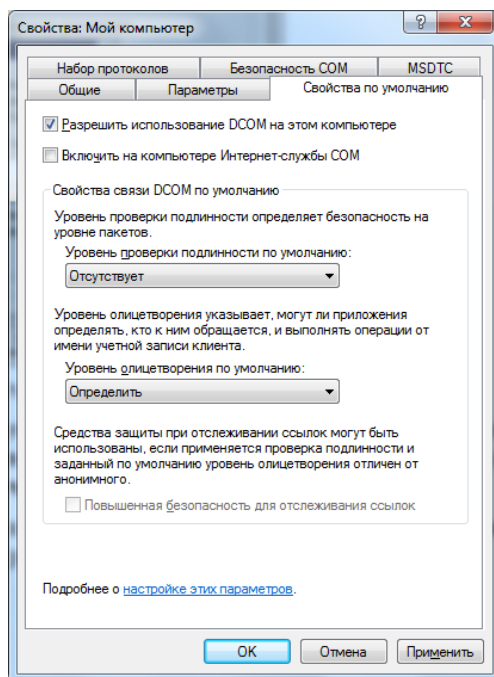 Свойства: Мой компьютер
Набор протоколов Безопасность COM MSDTC
Общие Параметры Свойства по умолчанию
Разрешить использование DCOM на этом компьютере
Включить на компьютере Интернет-службы COM
Свойства связи DCOM по умолчанию
Уровень проверки подлинности определяет безопасность на
уровне пакетов.
Уровень проверки подлинности по умолчанию:
Отсутствует
Уровень олицетворения указывает, могут ли приложения
определять, кто к ним обращается, и выполнять операции от
имени учетной записи клиента.
Уровень олицетворения по умолчанию:
Определить
Средства защиты при отслеживании ссылок могут быть
использованы, если применяется проверка подлинности и
заданный по умолчанию уровень олицетворения отличен от
анонимного.
Повышенная безопасность для отслеживания ссылок
Подробнее о настройке этих параметров.
OK Отмена Применить